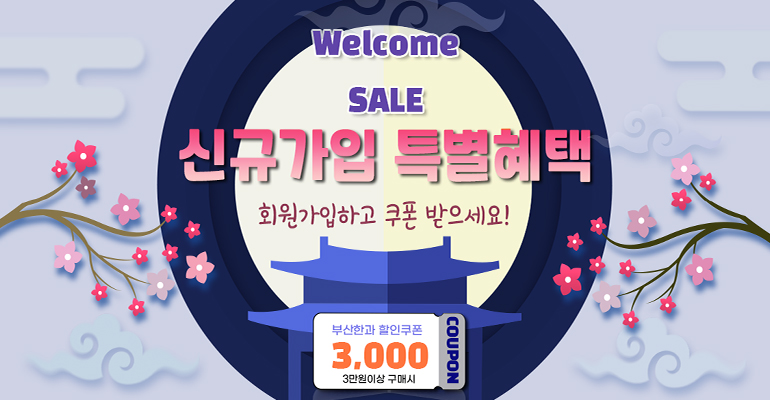 Welcome
SALE
신규가입 특별혜택
회원가입하고 쿠폰 받으세요!
부산한과 할인쿠폰
3,000
3만원이상 구매시
COUPON